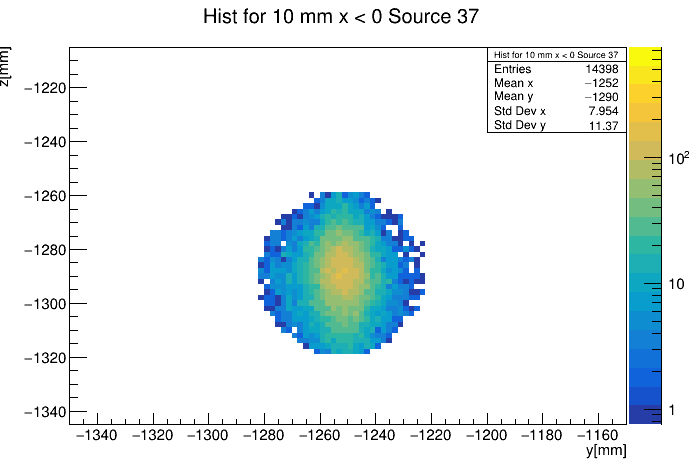 Hist for 10 mm x < 0 Source 37
z[mm]
Hist for 10 mm x < 0 Source 37
Entries 14398
Mean x −1252
Mean y −1290
Std Dev x 7.954
Std Dev y 11.37
−1220
−1240
−1260
−1280
−1300
−1320
−1340
10²
10
1
−1340 −1320 −1300 −1280 −1260 −1240 −1220 −1200 −1180 −1160
y[mm]